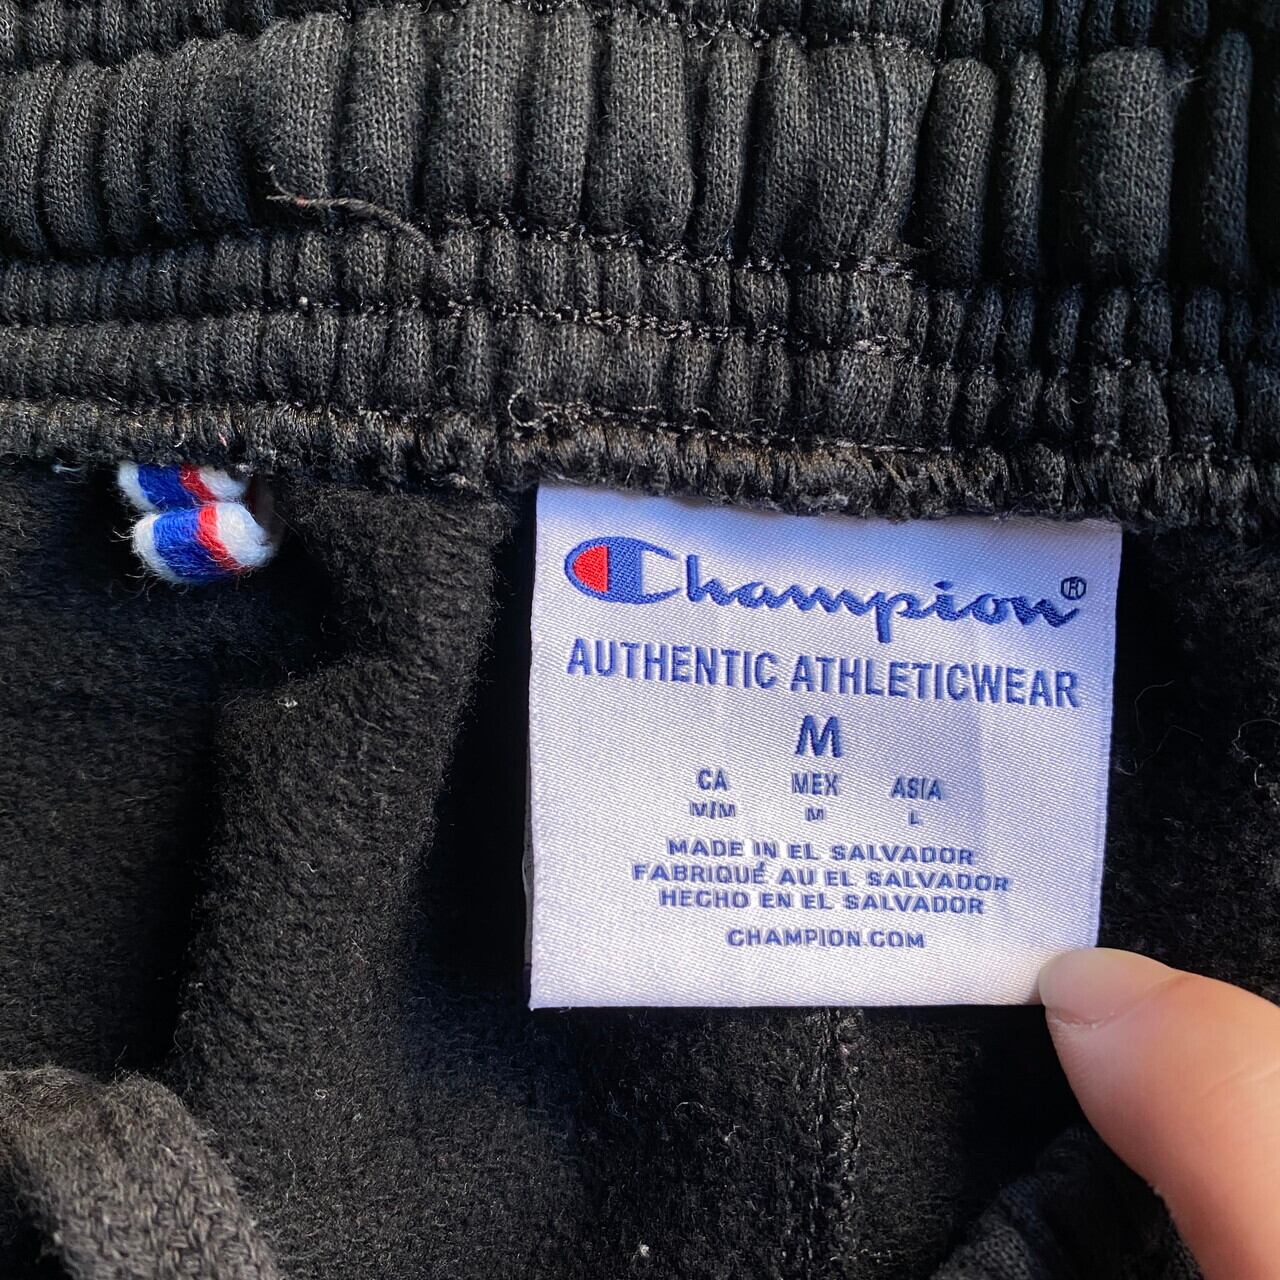 Champion®
AUTHENTIC ATHLETICWEAR
M
CA MEX ASIA
M/M M L
MADE IN EL SALVADOR
FABRIQUÉ AU EL SALVADOR
HECHO EN EL SALVADOR
CHAMPION.COM